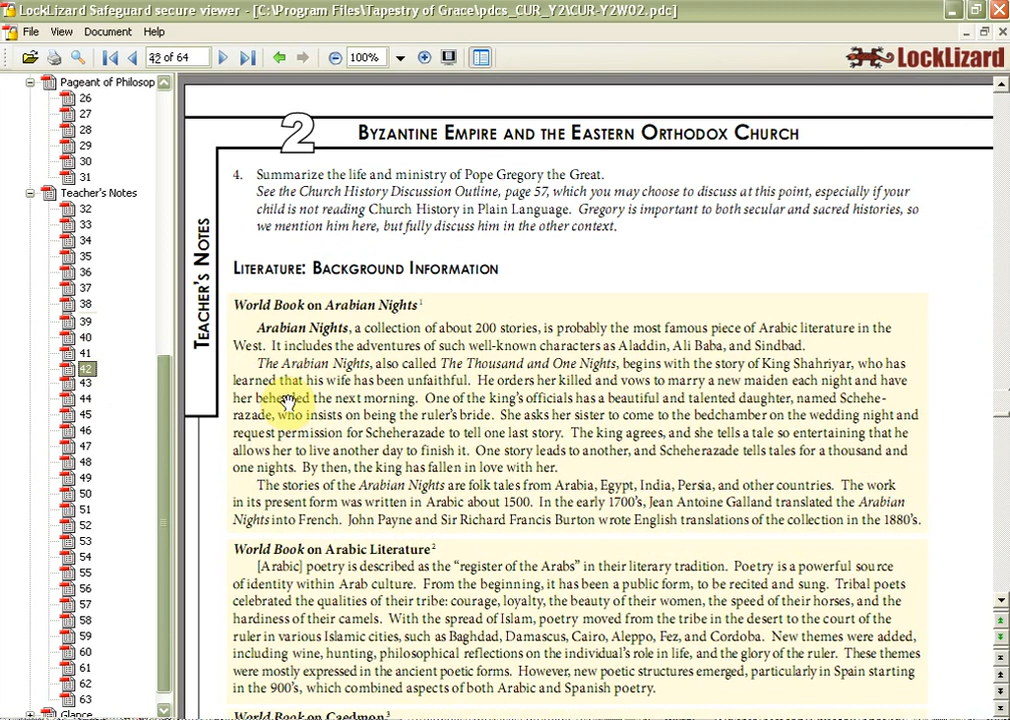 LockLizard Safeguard secure viewer - [C:\Program Files\Tapestry of Grace\pdcs_CUR_Y2\CUR-Y2W02.pdc]
File View Document Help
42 of 64
100%
LOCKLIZARD
Pageant of Philosop
26
27
28
29
30
31
Teacher's Notes
32
33
34
35
36
37
38
39
40
41
42
43
44
45
46
47
48
49
50
51
52
53
54
55
56
57
58
59
60
61
62
63
Glance
2
BYZANTINE EMPIRE AND THE EASTERN ORTHODOX CHURCH
TEACHER'S NOTES
4. Summarize the life and ministry of Pope Gregory the Great.
See the Church History Discussion Outline, page 57, which you may choose to discuss at this point, especially if your
child is not reading Church History in Plain Language. Gregory is important to both secular and sacred histories, so
we mention him here, but fully discuss him in the other context.
LITERATURE: BACKGROUND INFORMATION
World Book on Arabian Nights1
Arabian Nights, a collection of about 200 stories, is probably the most famous piece of Arabic literature in the
West. It includes the adventures of such well-known characters as Aladdin, Ali Baba, and Sindbad.
The Arabian Nights, also called The Thousand and One Nights, begins with the story of King Shahriyar, who has
learned that his wife has been unfaithful. He orders her killed and vows to marry a new maiden each night and have
her beheaded the next morning. One of the king's officials has a beautiful and talented daughter, named Schehe-
razade, who insists on being the ruler's bride. She asks her sister to come to the bedchamber on the wedding night and
request permission for Scheherazade to tell one last story. The king agrees, and she tells a tale so entertaining that he
allows her to live another day to finish it. One story leads to another, and Scheherazade tells tales for a thousand and
one nights. By then, the king has fallen in love with her.
The stories of the Arabian Nights are folk tales from Arabia, Egypt, India, Persia, and other countries. The work
in its present form was written in Arabic about 1500. In the early 1700's, Jean Antoine Galland translated the Arabian
Nights into French. John Payne and Sir Richard Francis Burton wrote English translations of the collection in the 1880's.
World Book on Arabic Literature2
[Arabic] poetry is described as the "register of the Arabs" in their literary tradition. Poetry is a powerful source
of identity within Arab culture. From the beginning, it has been a public form, to be recited and sung. Tribal poets
celebrated the qualities of their tribe: courage, loyalty, the beauty of their women, the speed of their horses, and the
hardiness of their camels. With the spread of Islam, poetry moved from the tribe in the desert to the court of the
ruler in various Islamic cities, such as Baghdad, Damascus, Cairo, Aleppo, Fez, and Cordoba. New themes were added,
including wine, hunting, philosophical reflections on the individual's role in life, and the glory of the ruler. These themes
were mostly expressed in the ancient poetic forms. However, new poetic structures emerged, particularly in Spain starting
in the 900's, which combined aspects of both Arabic and Spanish poetry.
World Book on Caedmon3